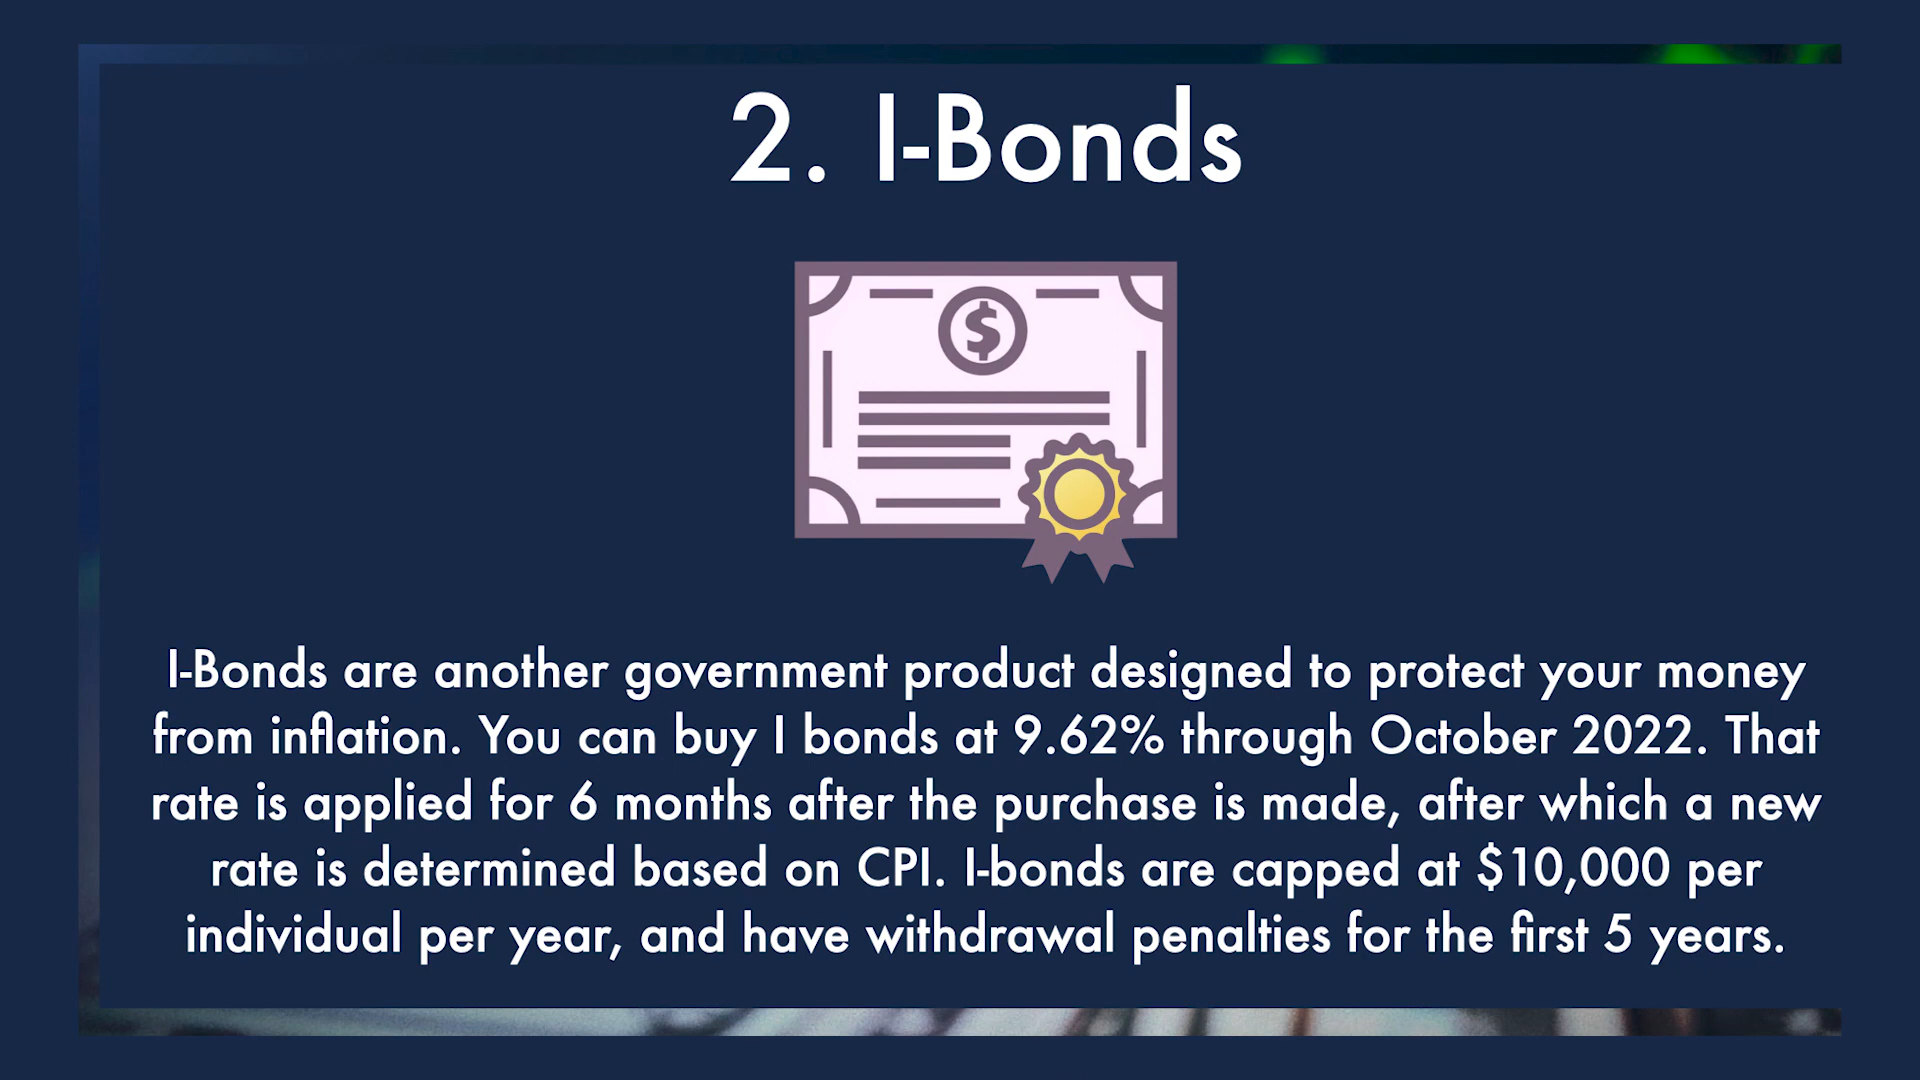 2. I-Bonds
$
I-Bonds are another government product designed to protect your money
from inflation. You can buy I bonds at 9.62% through October 2022. That
rate is applied for 6 months after the purchase is made, after which a new
rate is determined based on CPI. I-bonds are capped at $10,000 per
individual per year, and have withdrawal penalties for the first 5 years.